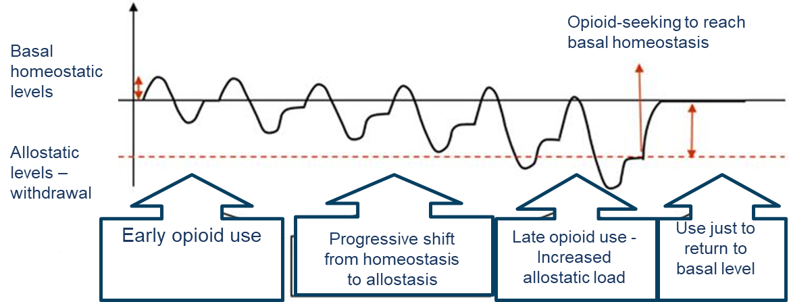 Opioid-seeking to reach
basal homeostasis
Basal
homeostatic
levels
Allostatic
levels –
withdrawal
Early opioid use
Progressive shift
from homeostasis
to allostasis
Late opioid use -
Increased
allostatic load
Use just to
return to
basal level